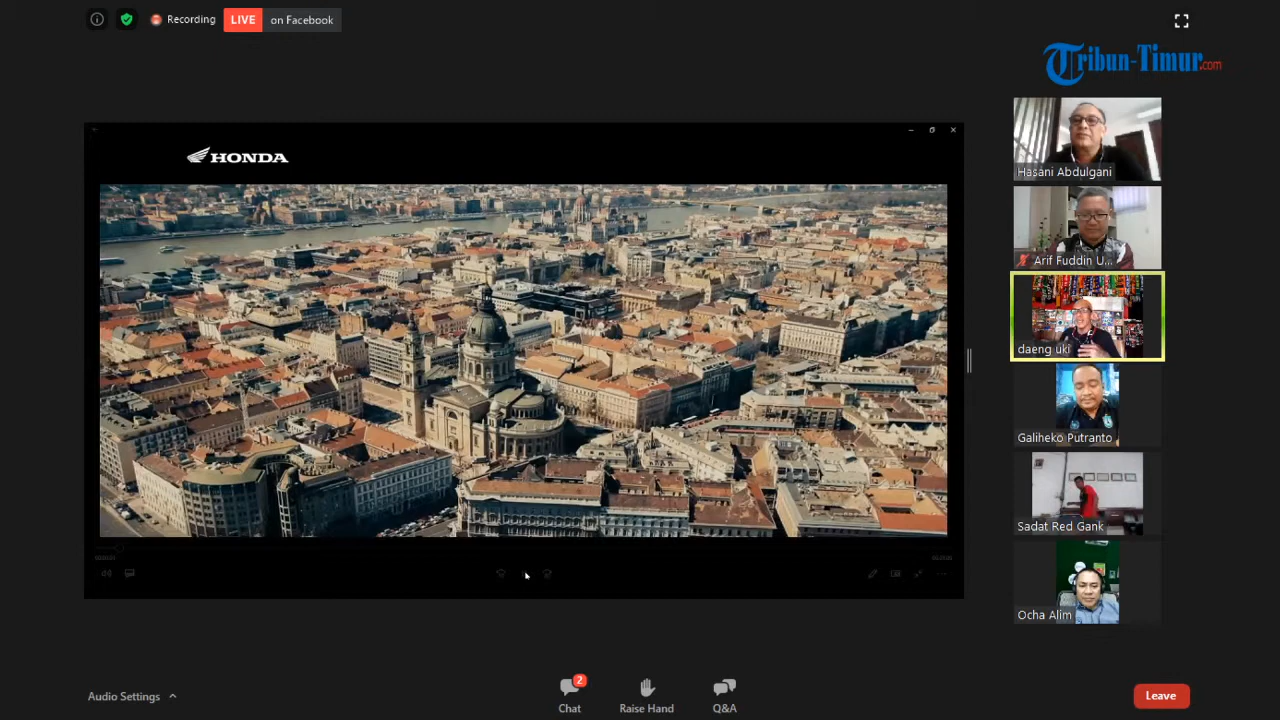 Recording
LIVE
on Facebook
Tribun-Timur.com
HONDA
Hasani Abdulgani
Arif Fuddin U...
daeng uki
Galiheko Putranto
Sadat Red Gank
Ocha Alim
Audio Settings
2
Chat
Raise Hand
Q&A
Leave